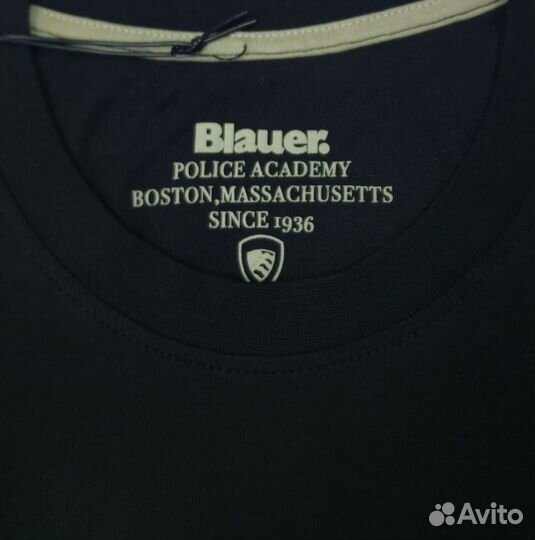 Blauer.
POLICE ACADEMY
BOSTON,MASSACHUSETTS
SINCE 1936
Avito